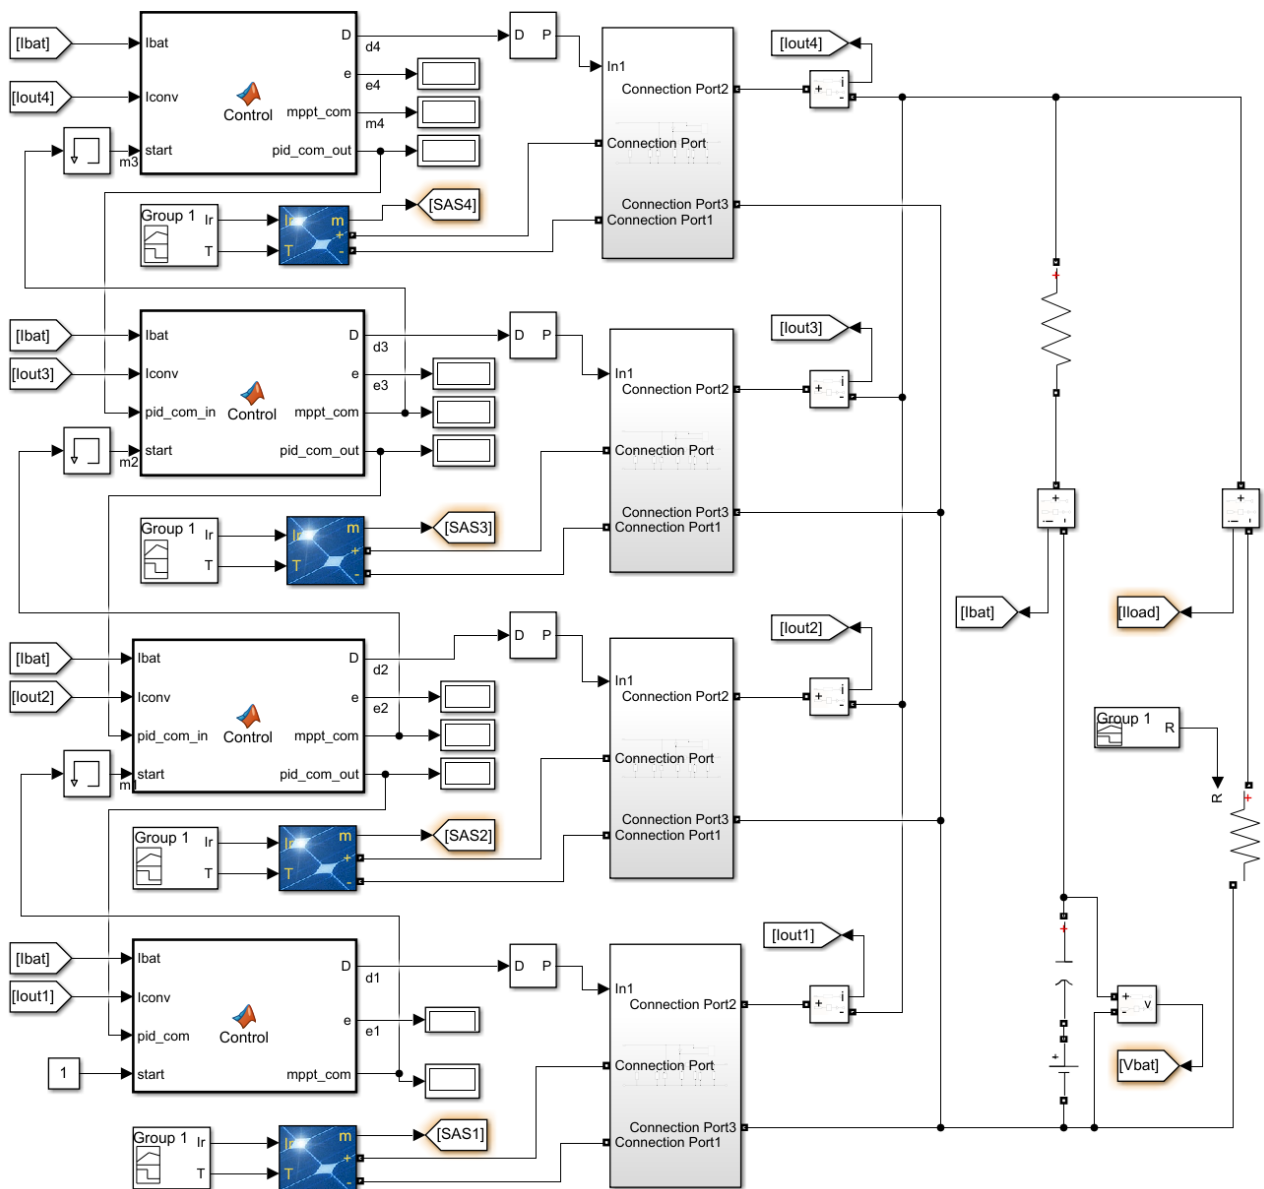 [Ibat]
[Iout4]
Ibat
Iconv
start
Control
D
e
mppt_com
pid_com_out
d4
e4
m4
m3
D P
In1
Connection Port2
Connection Port
Connection Port3
Connection Port1
[Iout4]
+ i -
Group 1
Ir
T
Ir
T
m
+
-
[SAS4]
[Ibat]
[Iout3]
Ibat
Iconv
pid_com_in
start
Control
D
e
mppt_com
pid_com_out
d3
e3
m2
D P
In1
Connection Port2
Connection Port
Connection Port3
Connection Port1
[Iout3]
+ i -
Group 1
Ir
T
Ir
T
m
+
-
[SAS3]
[Ibat]
[Iout2]
Ibat
Iconv
pid_com_in
start
Control
D
e
mppt_com
pid_com_out
d2
e2
D P
In1
Connection Port2
Connection Port
Connection Port3
Connection Port1
[Iout2]
+ i -
Group 1
Ir
T
Ir
T
m
+
-
[SAS2]
[Ibat]
[Iout1]
1
Ibat
Iconv
pid_com
start
Control
D
e
mppt_com
d1
e1
D P
In1
Connection Port2
Connection Port
Connection Port3
Connection Port1
[Iout1]
+ i -
Group 1
Ir
T
Ir
T
m
+
-
[SAS1]
+
+ i -
[Ibat]
+ i -
[Iload]
Group 1
R
R
+
+
+
+ v -
[Vbat]